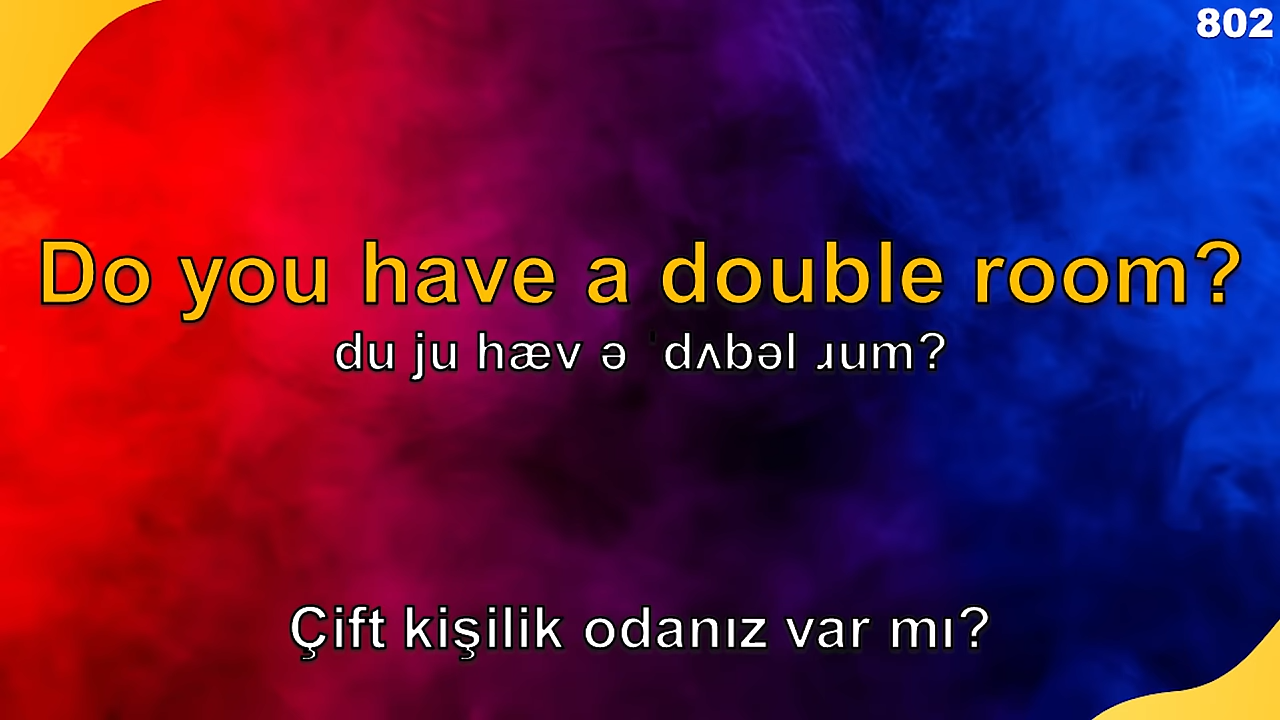 802
Do you have a double room?
du ju hæv ə ˈdʌbəl ɹum?
Çift kişilik odanız var mı?